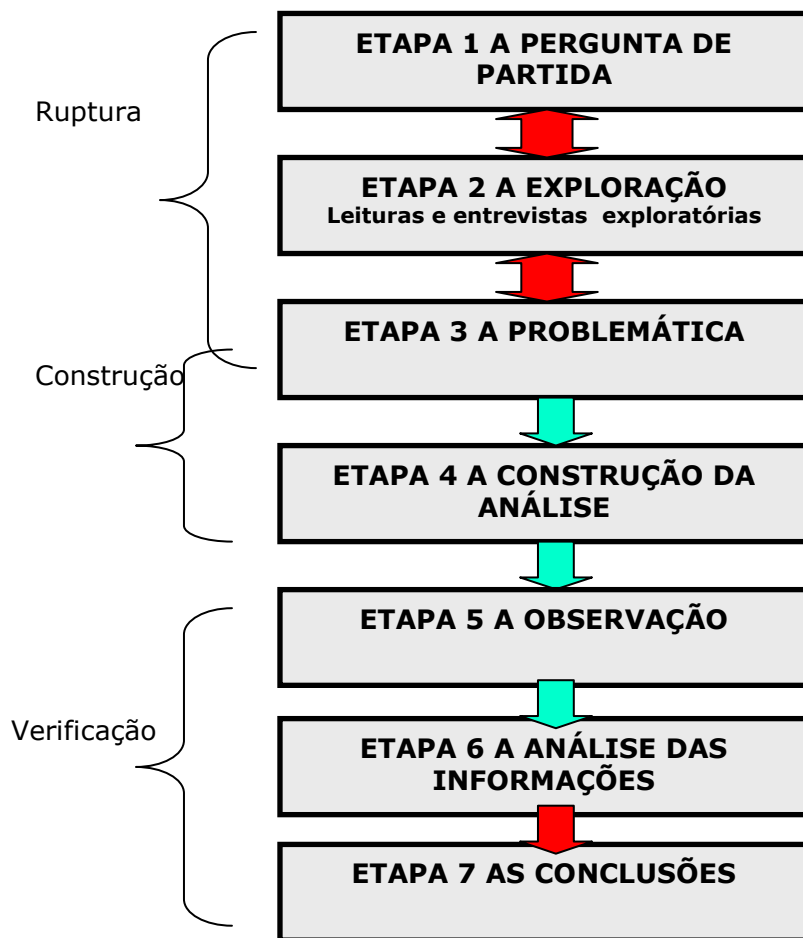 ETAPA 1 A PERGUNTA DE
PARTIDA
Ruptura
ETAPA 2 A EXPLORAÇÃO
Leituras e entrevistas exploratórias
ETAPA 3 A PROBLEMÁTICA
Construção
ETAPA 4 A CONSTRUÇÃO DA
ANÁLISE
ETAPA 5 A OBSERVAÇÃO
Verificação
ETAPA 6 A ANÁLISE DAS
INFORMAÇÕES
ETAPA 7 AS CONCLUSÕES